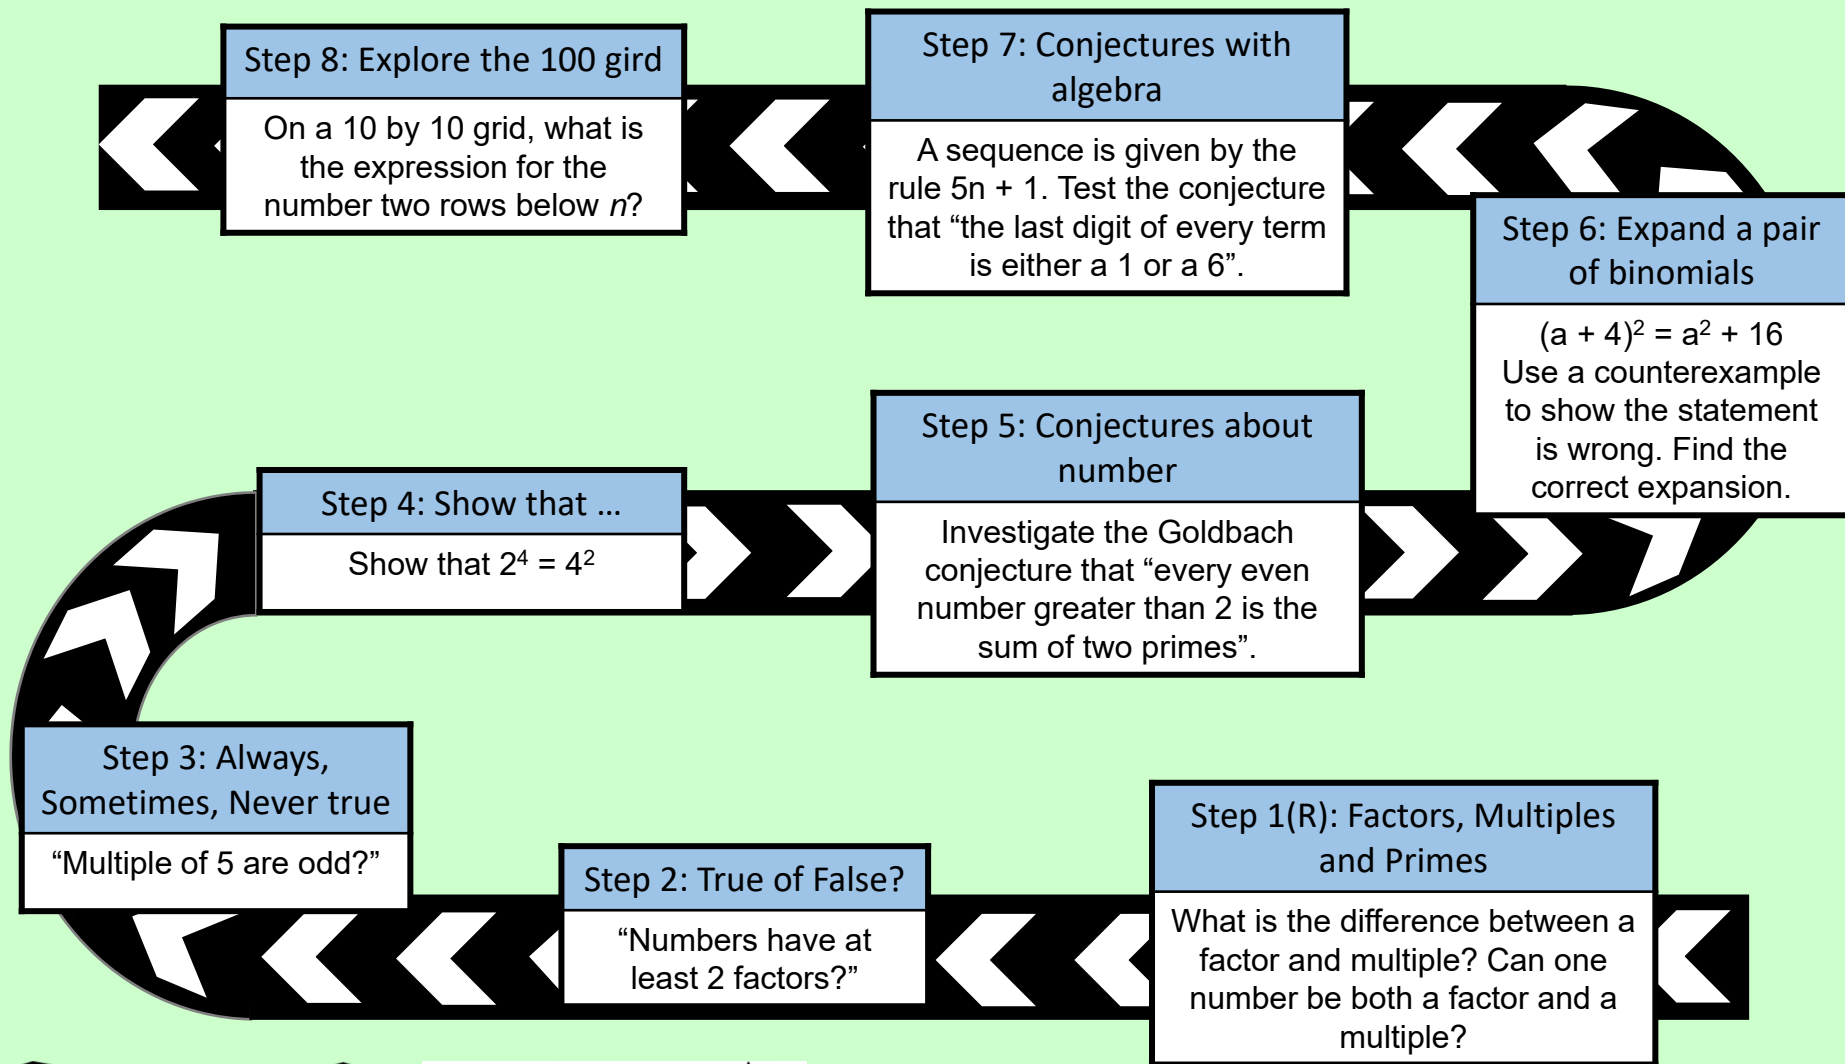 Step 8: Explore the 100 gird
On a 10 by 10 grid, what is
the expression for the
number two rows below n?
Step 7: Conjectures with
algebra
A sequence is given by the
rule 5n + 1. Test the conjecture
that “the last digit of every term
is either a 1 or a 6”.
Step 6: Expand a pair
of binomials
(a + 4)² = a² + 16
Use a counterexample
to show the statement
is wrong. Find the
correct expansion.
Step 5: Conjectures about
number
Investigate the Goldbach
conjecture that “every even
number greater than 2 is the
sum of two primes”.
Step 4: Show that ...
Show that 2⁴ = 4²
Step 3: Always,
Sometimes, Never true
“Multiple of 5 are odd?”
Step 2: True of False?
“Numbers have at
least 2 factors?”
Step 1(R): Factors, Multiples
and Primes
What is the difference between a
factor and multiple? Can one
number be both a factor and a
multiple?